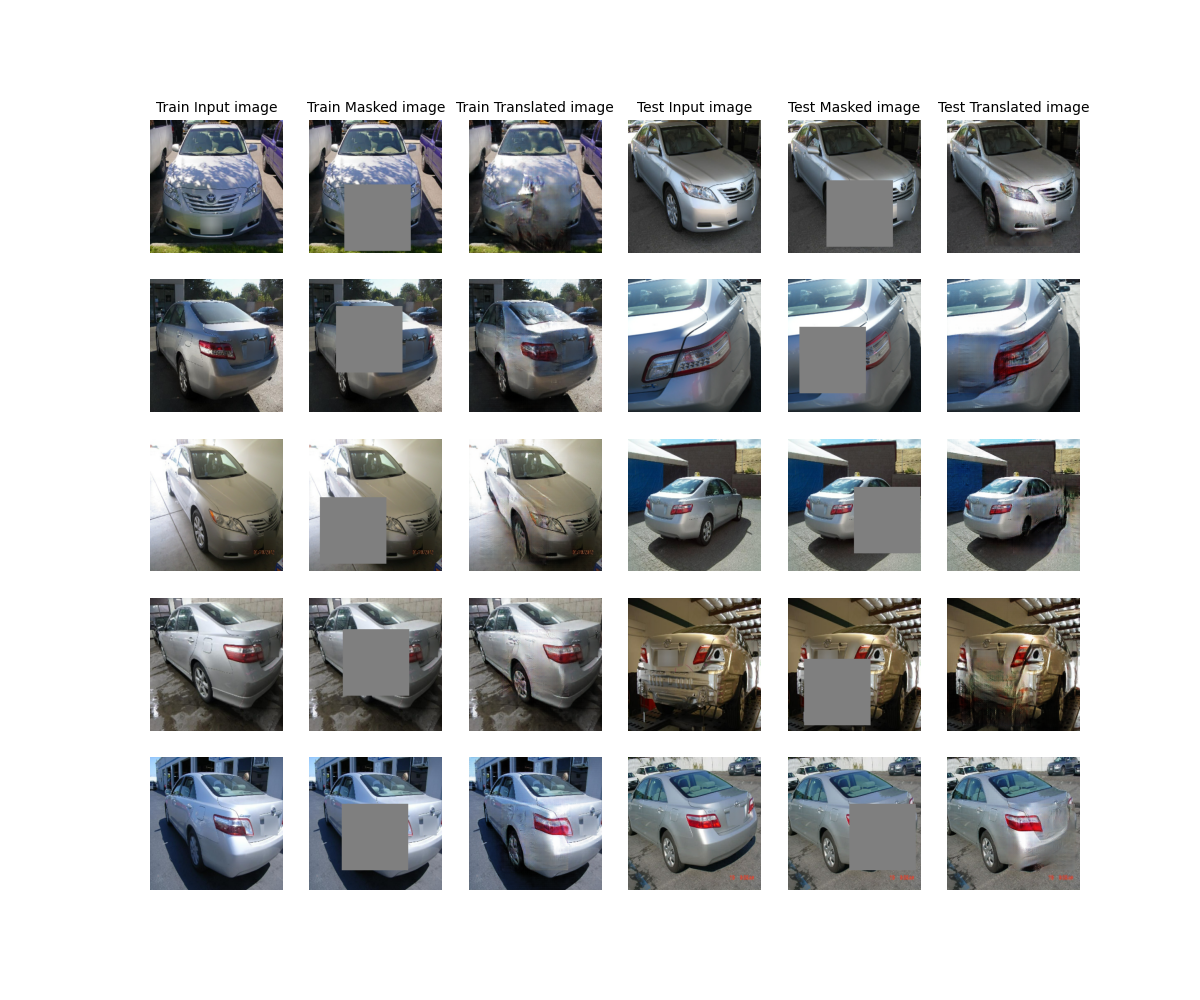 Train Input image
Train Masked image
Train Translated image
Test Input image
Test Masked image
Test Translated image